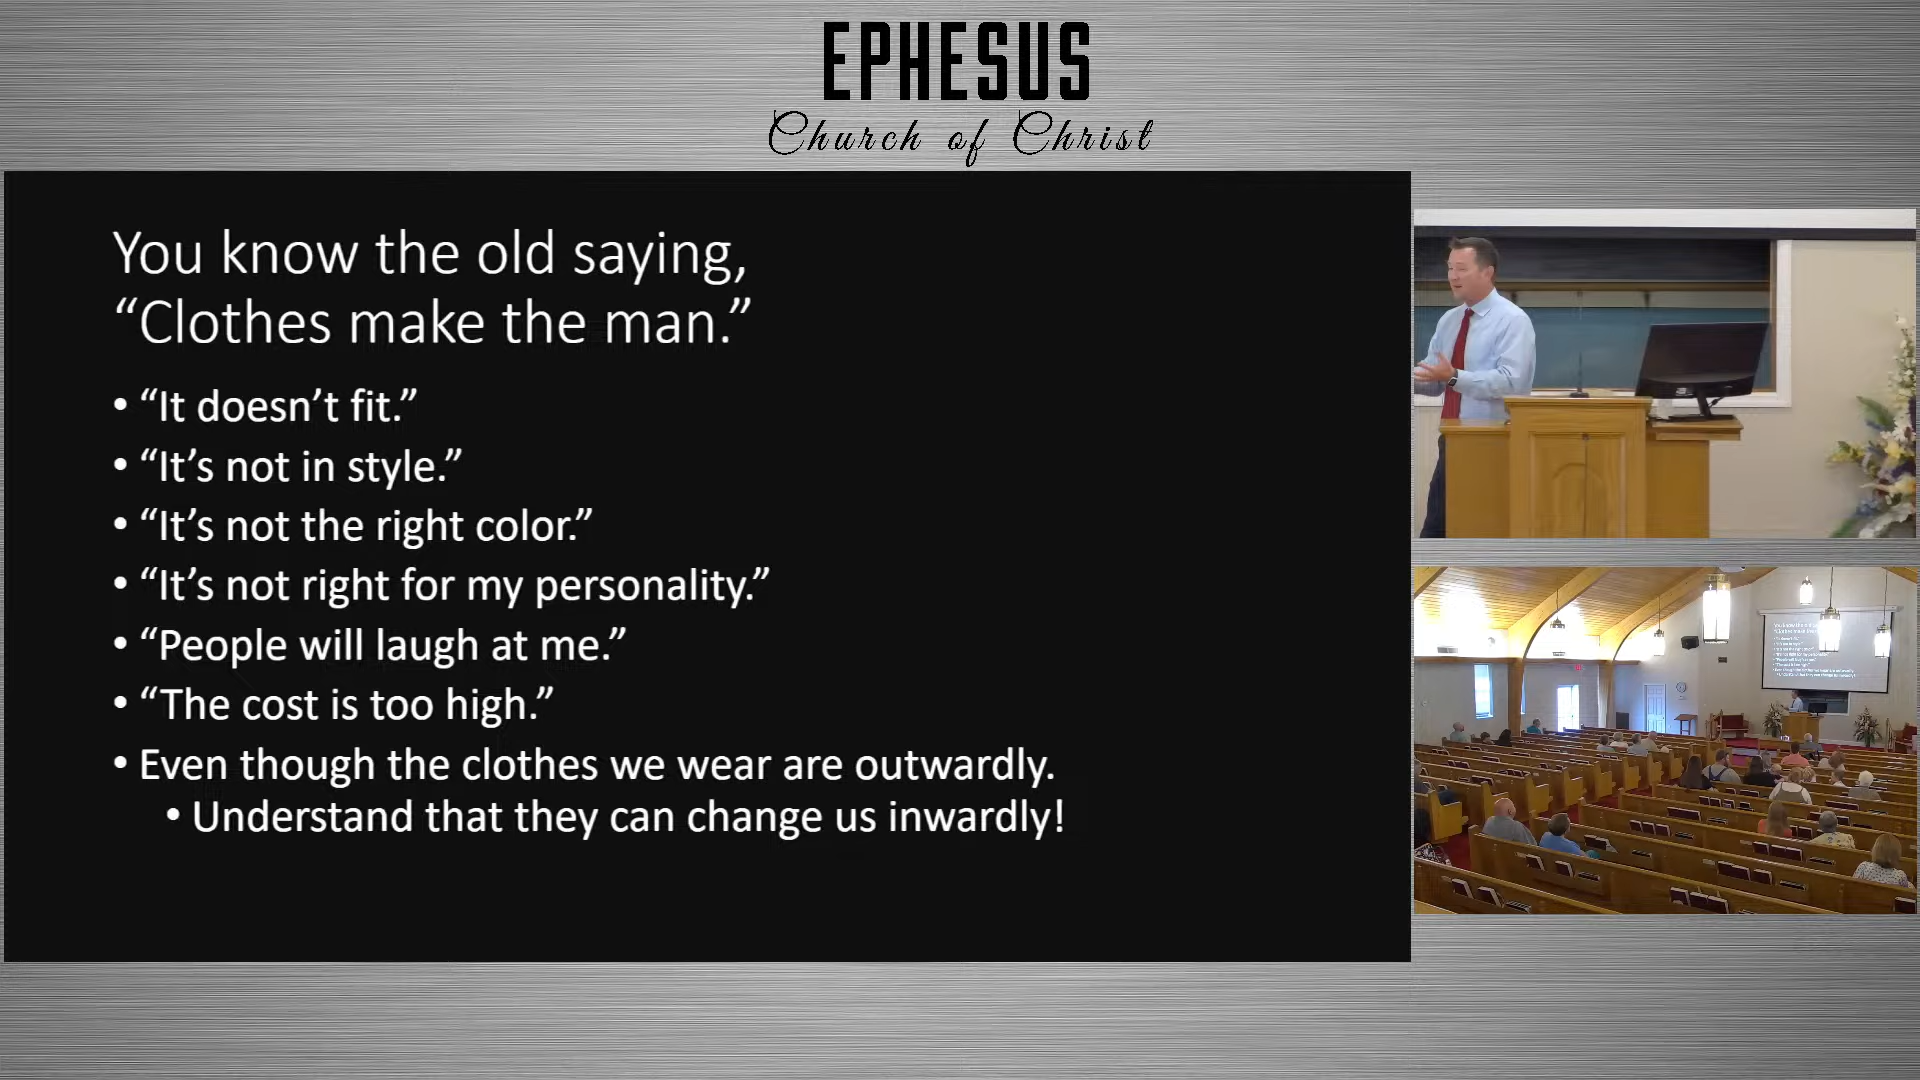 EPHESUS
Church of Christ
You know the old saying,
“Clothes make the man.”
• “It doesn’t fit.”
• “It’s not in style.”
• “It’s not the right color.”
• “It’s not right for my personality.”
• “People will laugh at me.”
• “The cost is too high.”
• Even though the clothes we wear are outwardly.
• Understand that they can change us inwardly!